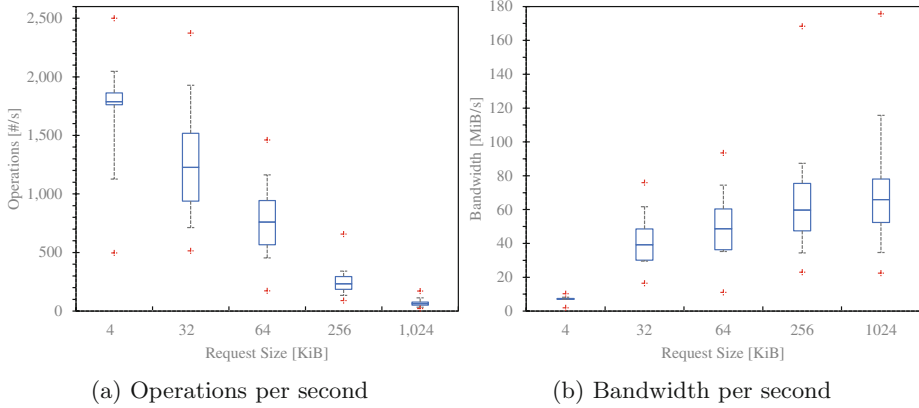 2,500
2,000
1,500
1,000
500
0
Operations [#/s]
4 32 64 256 1,024
Request Size [KiB]
(a) Operations per second
180
160
140
120
100
80
60
40
20
0
Bandwidth [MiB/s]
4 32 64 256 1024
Request Size [KiB]
(b) Bandwidth per second